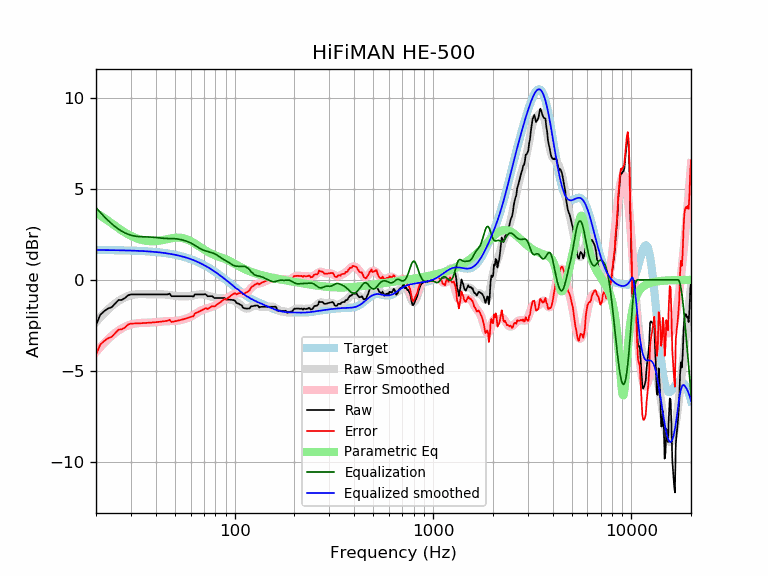 HiFiMAN HE-500
Amplitude (dBr)
10
5
0
−5
−10
Target
Raw Smoothed
Error Smoothed
Raw
Error
Parametric Eq
Equalization
Equalized smoothed
100 1000 10000
Frequency (Hz)